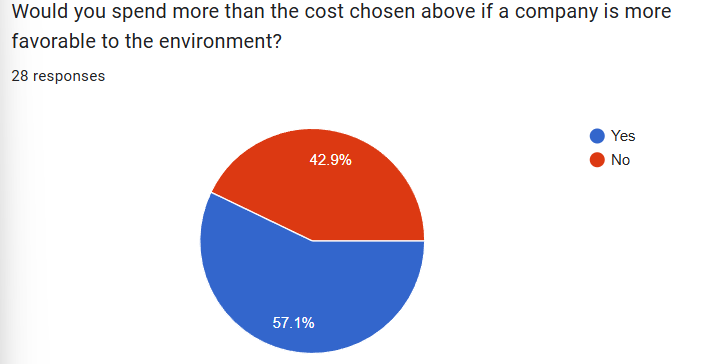 Would you spend more than the cost chosen above if a company is more
favorable to the environment?
28 responses
Yes
No
42.9%
57.1%